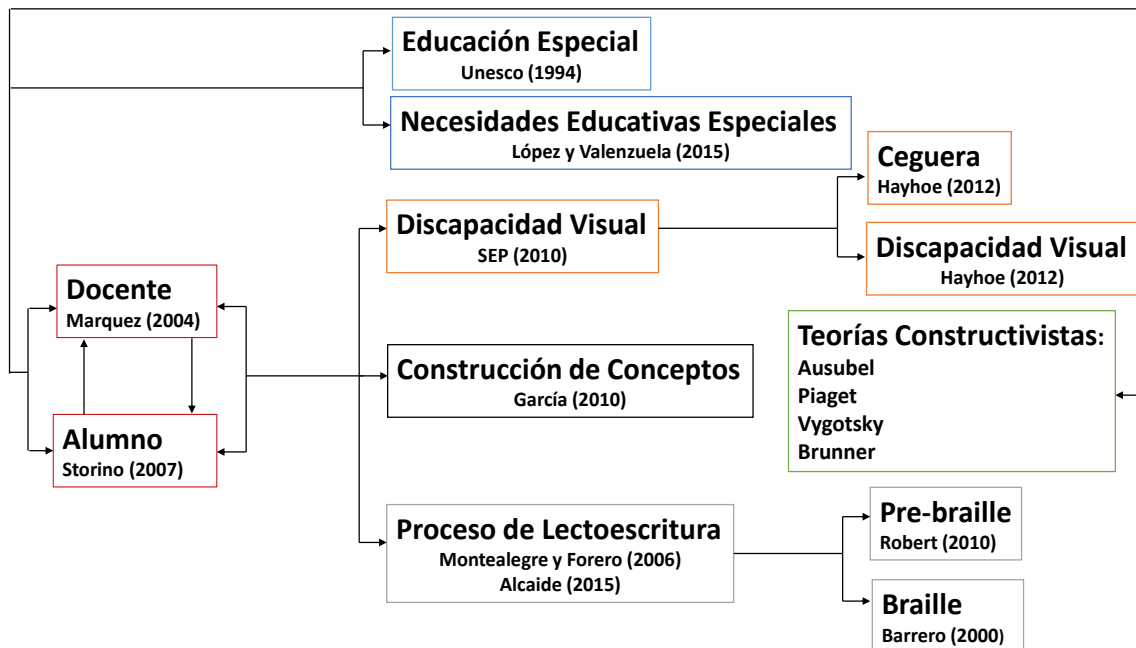 Educación Especial
Unesco (1994)
Necesidades Educativas Especiales
López y Valenzuela (2015)
Ceguera
Hayhoe (2012)
Discapacidad Visual
SEP (2010)
Discapacidad Visual
Hayhoe (2012)
Docente
Marquez (2004)
Teorías Constructivistas:
Ausubel
Piaget
Vygotsky
Brunner
Construcción de Conceptos
García (2010)
Alumno
Storino (2007)
Proceso de Lectoescritura
Montealegre y Forero (2006)
Alcaide (2015)
Pre-braille
Robert (2010)
Braille
Barrero (2000)